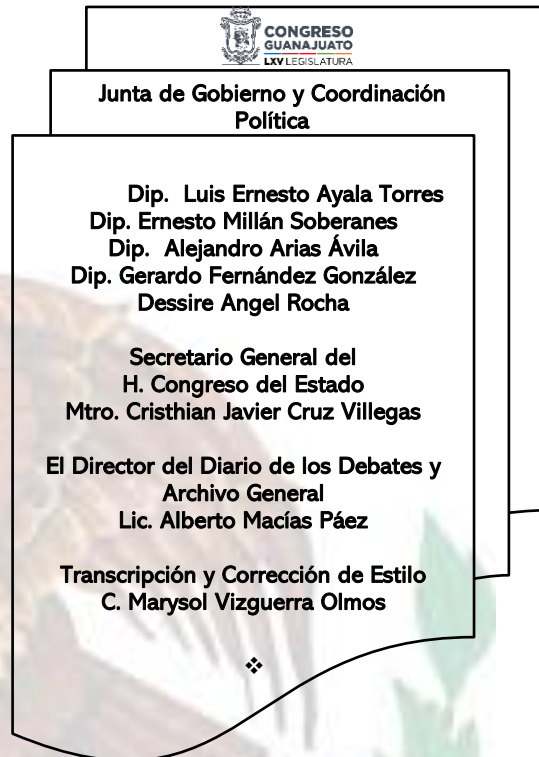 CONGRESO
GUANAJUATO
LXV LEGISLATURA
Junta de Gobierno y Coordinación
Política
Dip. Luis Ernesto Ayala Torres
Dip. Ernesto Millán Soberanes
Dip. Alejandro Arias Ávila
Dip. Gerardo Fernández González
Dessire Angel Rocha
Secretario General del
H. Congreso del Estado
Mtro. Cristhian Javier Cruz Villegas
El Director del Diario de los Debates y
Archivo General
Lic. Alberto Macías Páez
Transcripción y Corrección de Estilo
C. Marysol Vizguerra Olmos